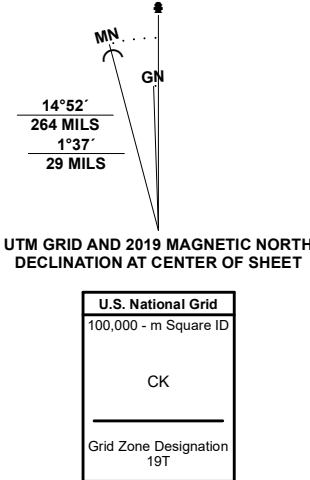 MN
GN
14°52´
264 MILS
1°37´
29 MILS
UTM GRID AND 2019 MAGNETIC NORTH
DECLINATION AT CENTER OF SHEET
U.S. National Grid
100,000 - m Square ID
CK
Grid Zone Designation
19T